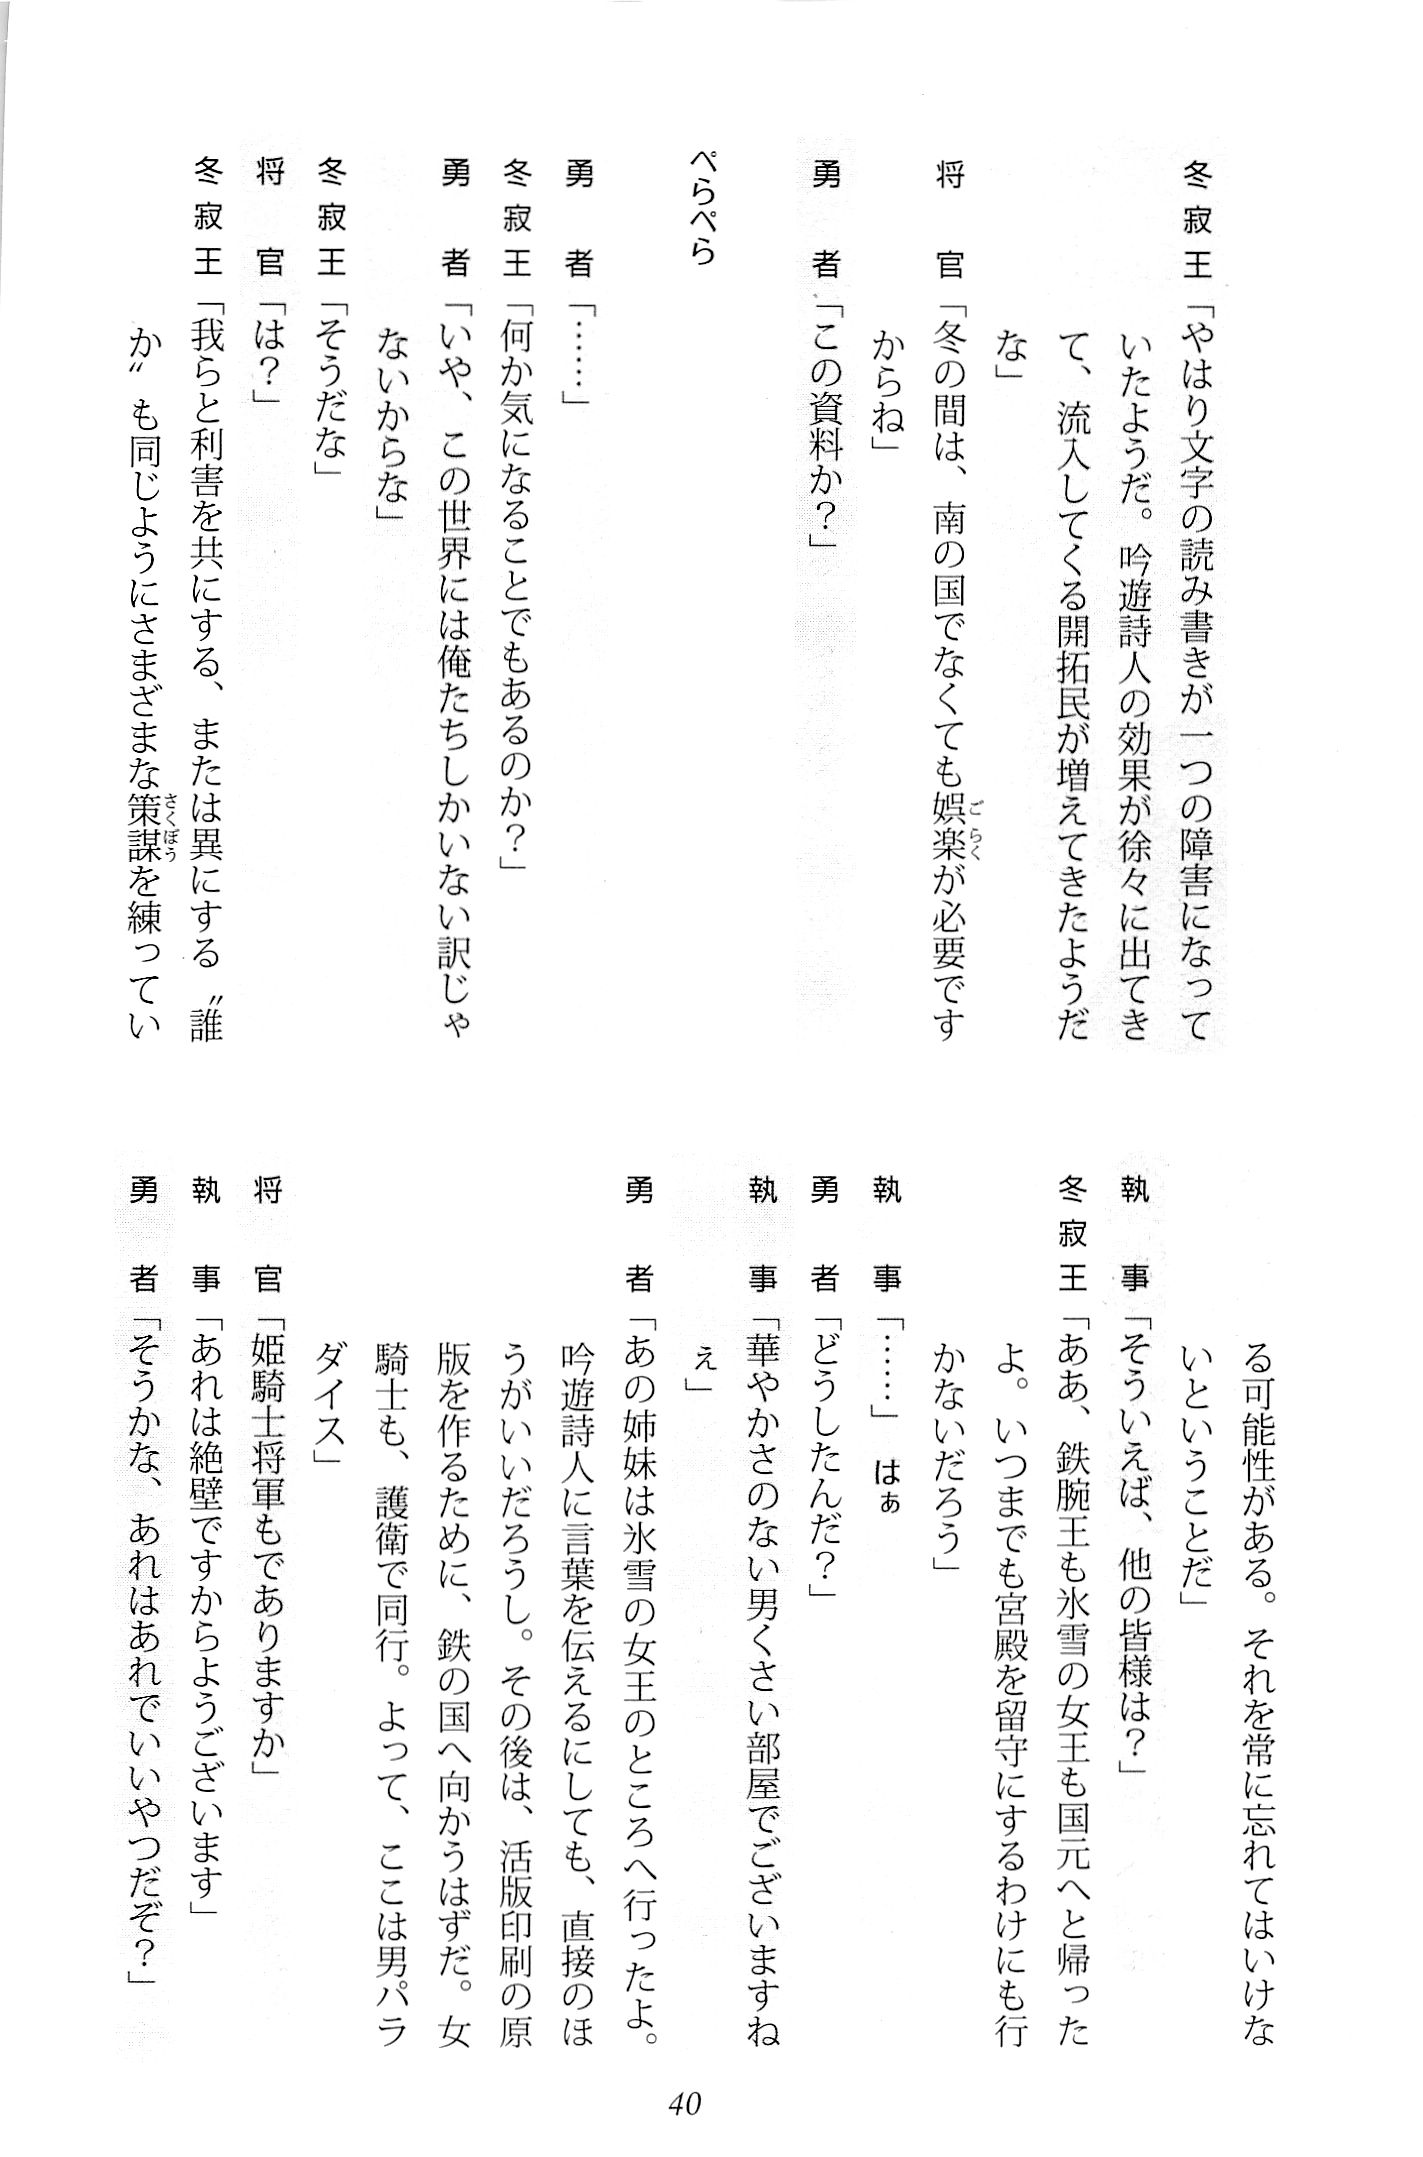 冬寂王「やはり文字の読み書きが一つの障害になって
いたようだ。吟遊詩人の効果が徐々に出てき
て、流入してくる開拓民が増えてきたようだ
な」
将官「冬の間は、南の国でなくても娯楽が必要です
ごらく
からね」
勇者「この資料か？」
ぺらぺら
勇者「……」
冬寂王「何か気になることでもあるのか？」
勇者「いや、この世界には俺たちしかいない訳じゃ
ないからな」
冬寂王「そうだな」
将官「は？」
冬寂王「我らと利害を共にする、または異にする〝誰
か〟も同じようにさまざまな策謀を練ってい
さくぼう
る可能性がある。それを常に忘れてはいけな
いということだ」
執事「そういえば、他の皆様は？」
冬寂王「ああ、鉄腕王も氷雪の女王も国元へと帰った
よ。いつまでも宮殿を留守にするわけにも行
かないだろう」
執事「……」はぁ
勇者「どうしたんだ？」
執事「華やかさのない男くさい部屋でございますね
ぇ」
勇者「あの姉妹は氷雪の女王のところへ行ったよ。
吟遊詩人に言葉を伝えるにしても、直接のほ
うがいいだろうし。その後は、活版印刷の原
版を作るために、鉄の国へ向かうはずだ。女
騎士も、護衛で同行。よって、ここは男パラ
ダイス」
将官「姫騎士将軍もでありますか」
執事「あれは絶壁ですからようございます」
勇者「そうかな、あれはあれでいいやつだぞ？」
40